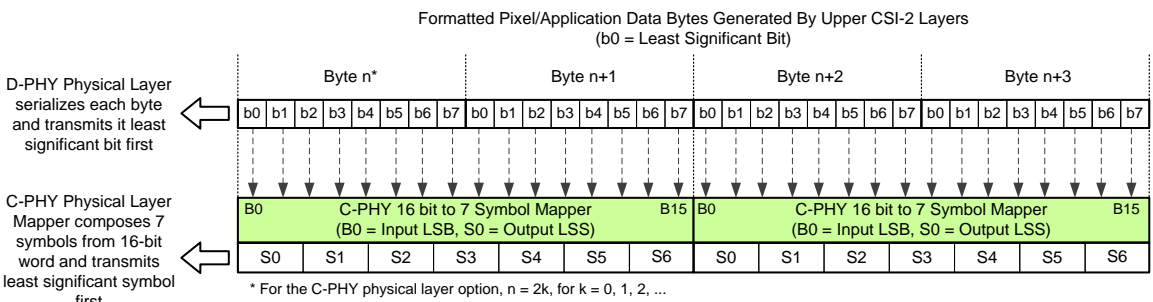 Formatted Pixel/Application Data Bytes Generated By Upper CSI-2 Layers
(b0 = Least Significant Bit)
Byte n* Byte n+1 Byte n+2 Byte n+3
D-PHY Physical Layer
serializes each byte
and transmits it least
significant bit first
b0 b1 b2 b3 b4 b5 b6 b7 b0 b1 b2 b3 b4 b5 b6 b7 b0 b1 b2 b3 b4 b5 b6 b7 b0 b1 b2 b3 b4 b5 b6 b7
C-PHY Physical Layer
Mapper composes 7
symbols from 16-bit
word and transmits
least significant symbol
first
B0 C-PHY 16 bit to 7 Symbol Mapper B15 B0 C-PHY 16 bit to 7 Symbol Mapper B15
(B0 = Input LSB, S0 = Output LSS) (B0 = Input LSB, S0 = Output LSS)
S0 S1 S2 S3 S4 S5 S6 S0 S1 S2 S3 S4 S5 S6
* For the C-PHY physical layer option, n = 2k, for k = 0, 1, 2, ...